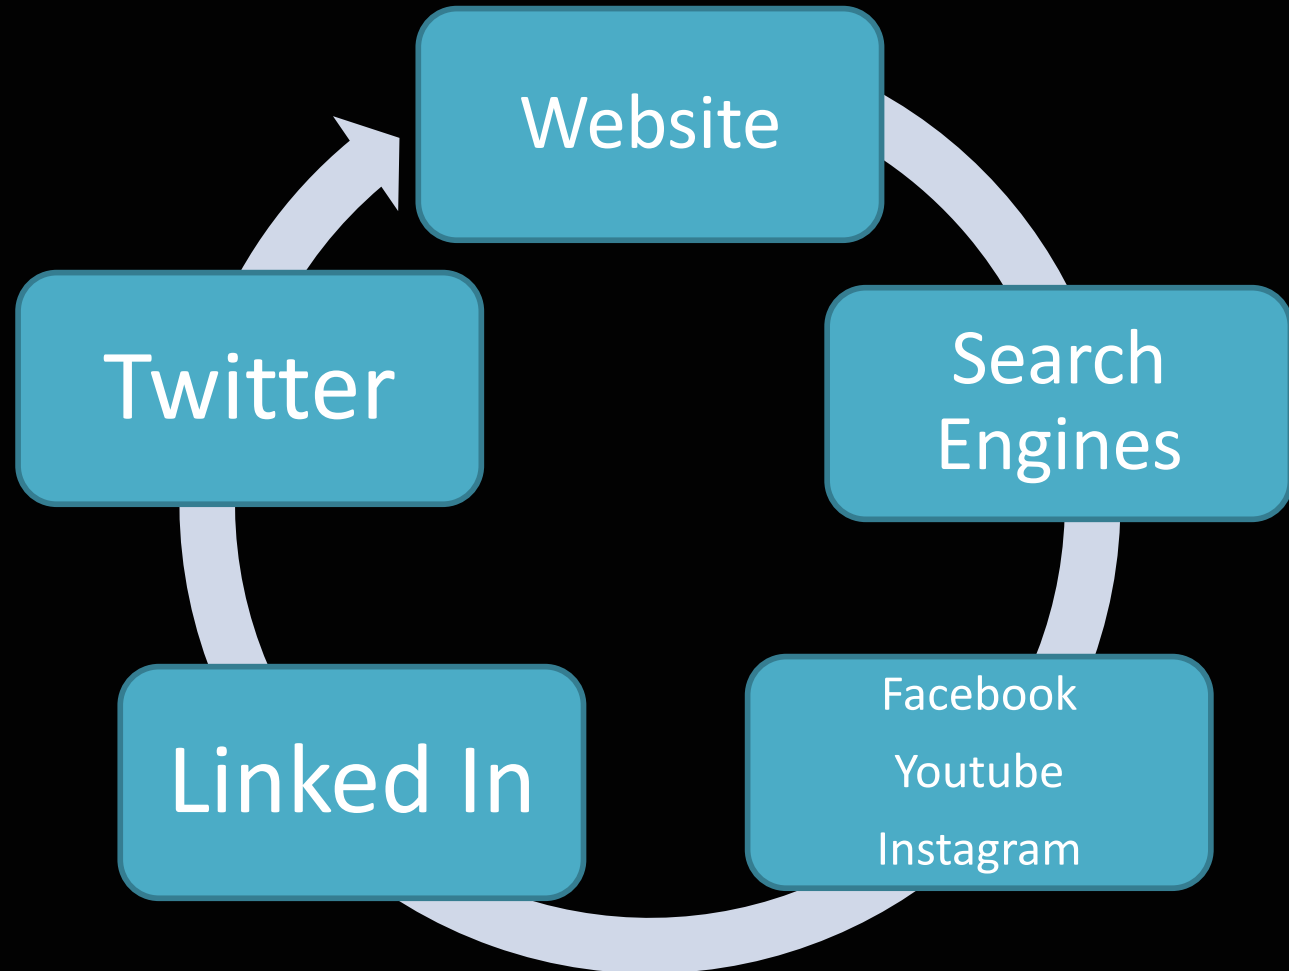 Website
Search
Engines
Facebook
Youtube
Instagram
Linked In
Twitter